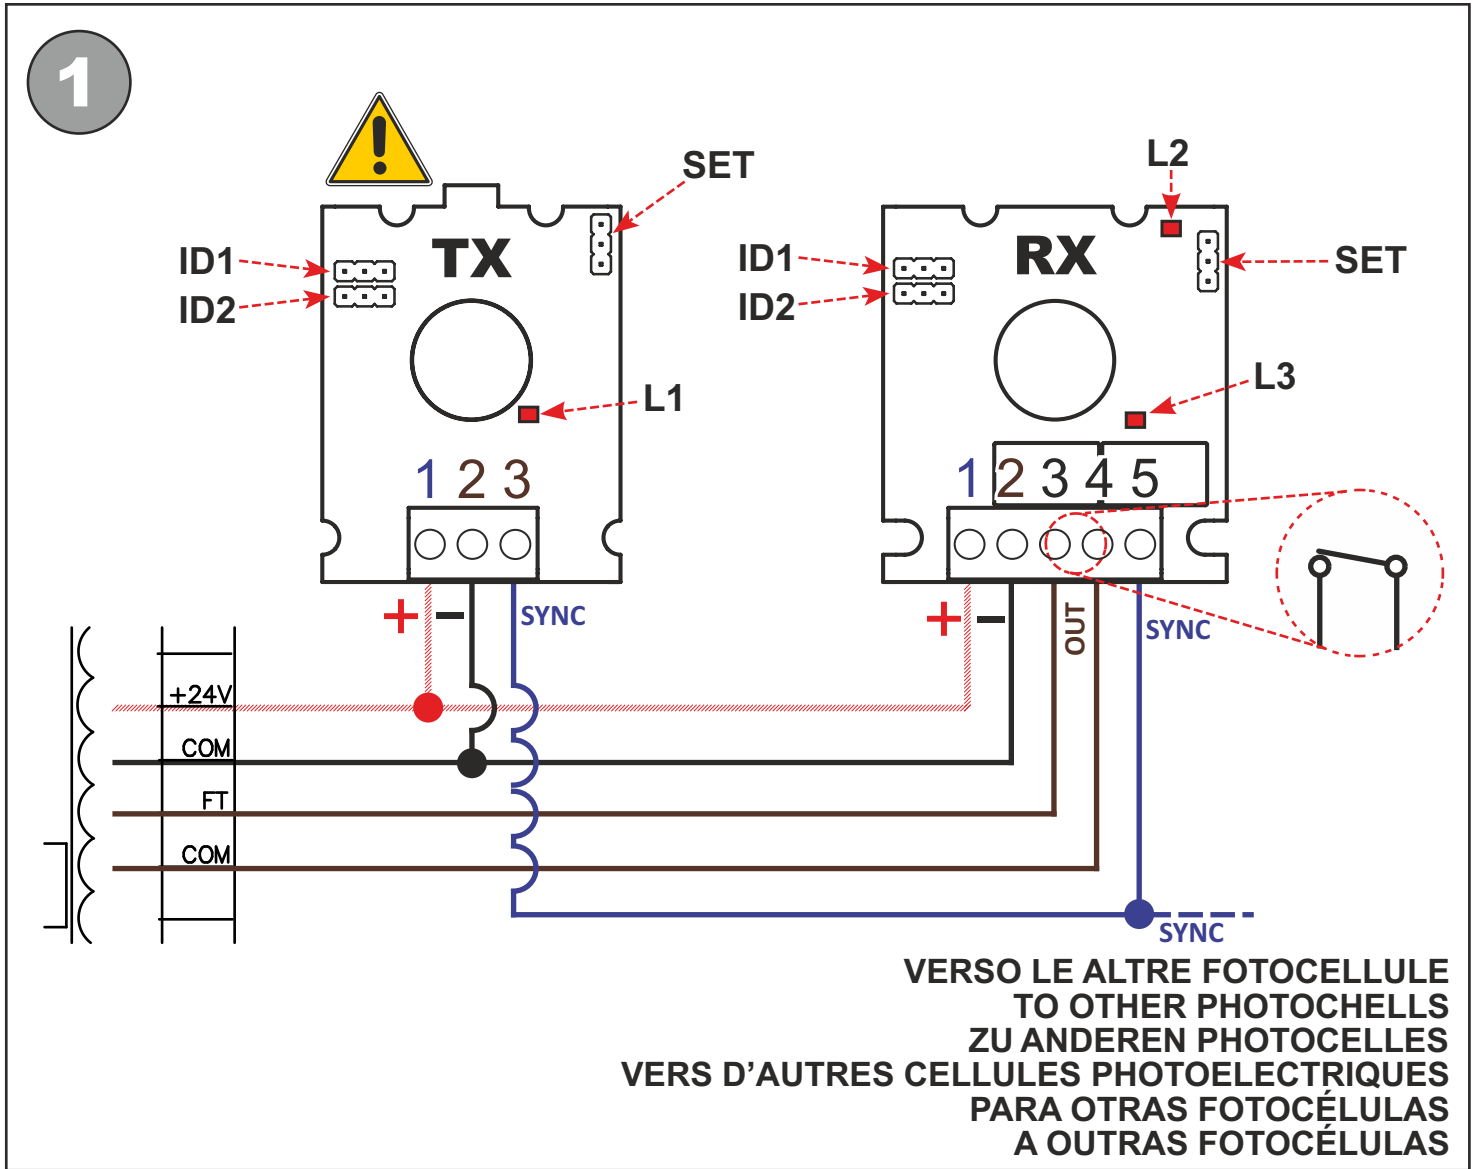 1
SET
L2
TX
RX
ID1
ID1
SET
ID2
ID2
L3
L1
1 2 3
1 2 3 4 5
+ –
SYNC
+ –
OUT
SYNC
+24V
COM
FT
COM
SYNC
VERSO LE ALTRE FOTOCELLULE
TO OTHER PHOTOCHELLS
ZU ANDEREN PHOTOCELLES
VERS D’AUTRES CELLULES PHOTOELECTRIQUES
PARA OTRAS FOTOCÉLULAS
A OUTRAS FOTOCÉLULAS